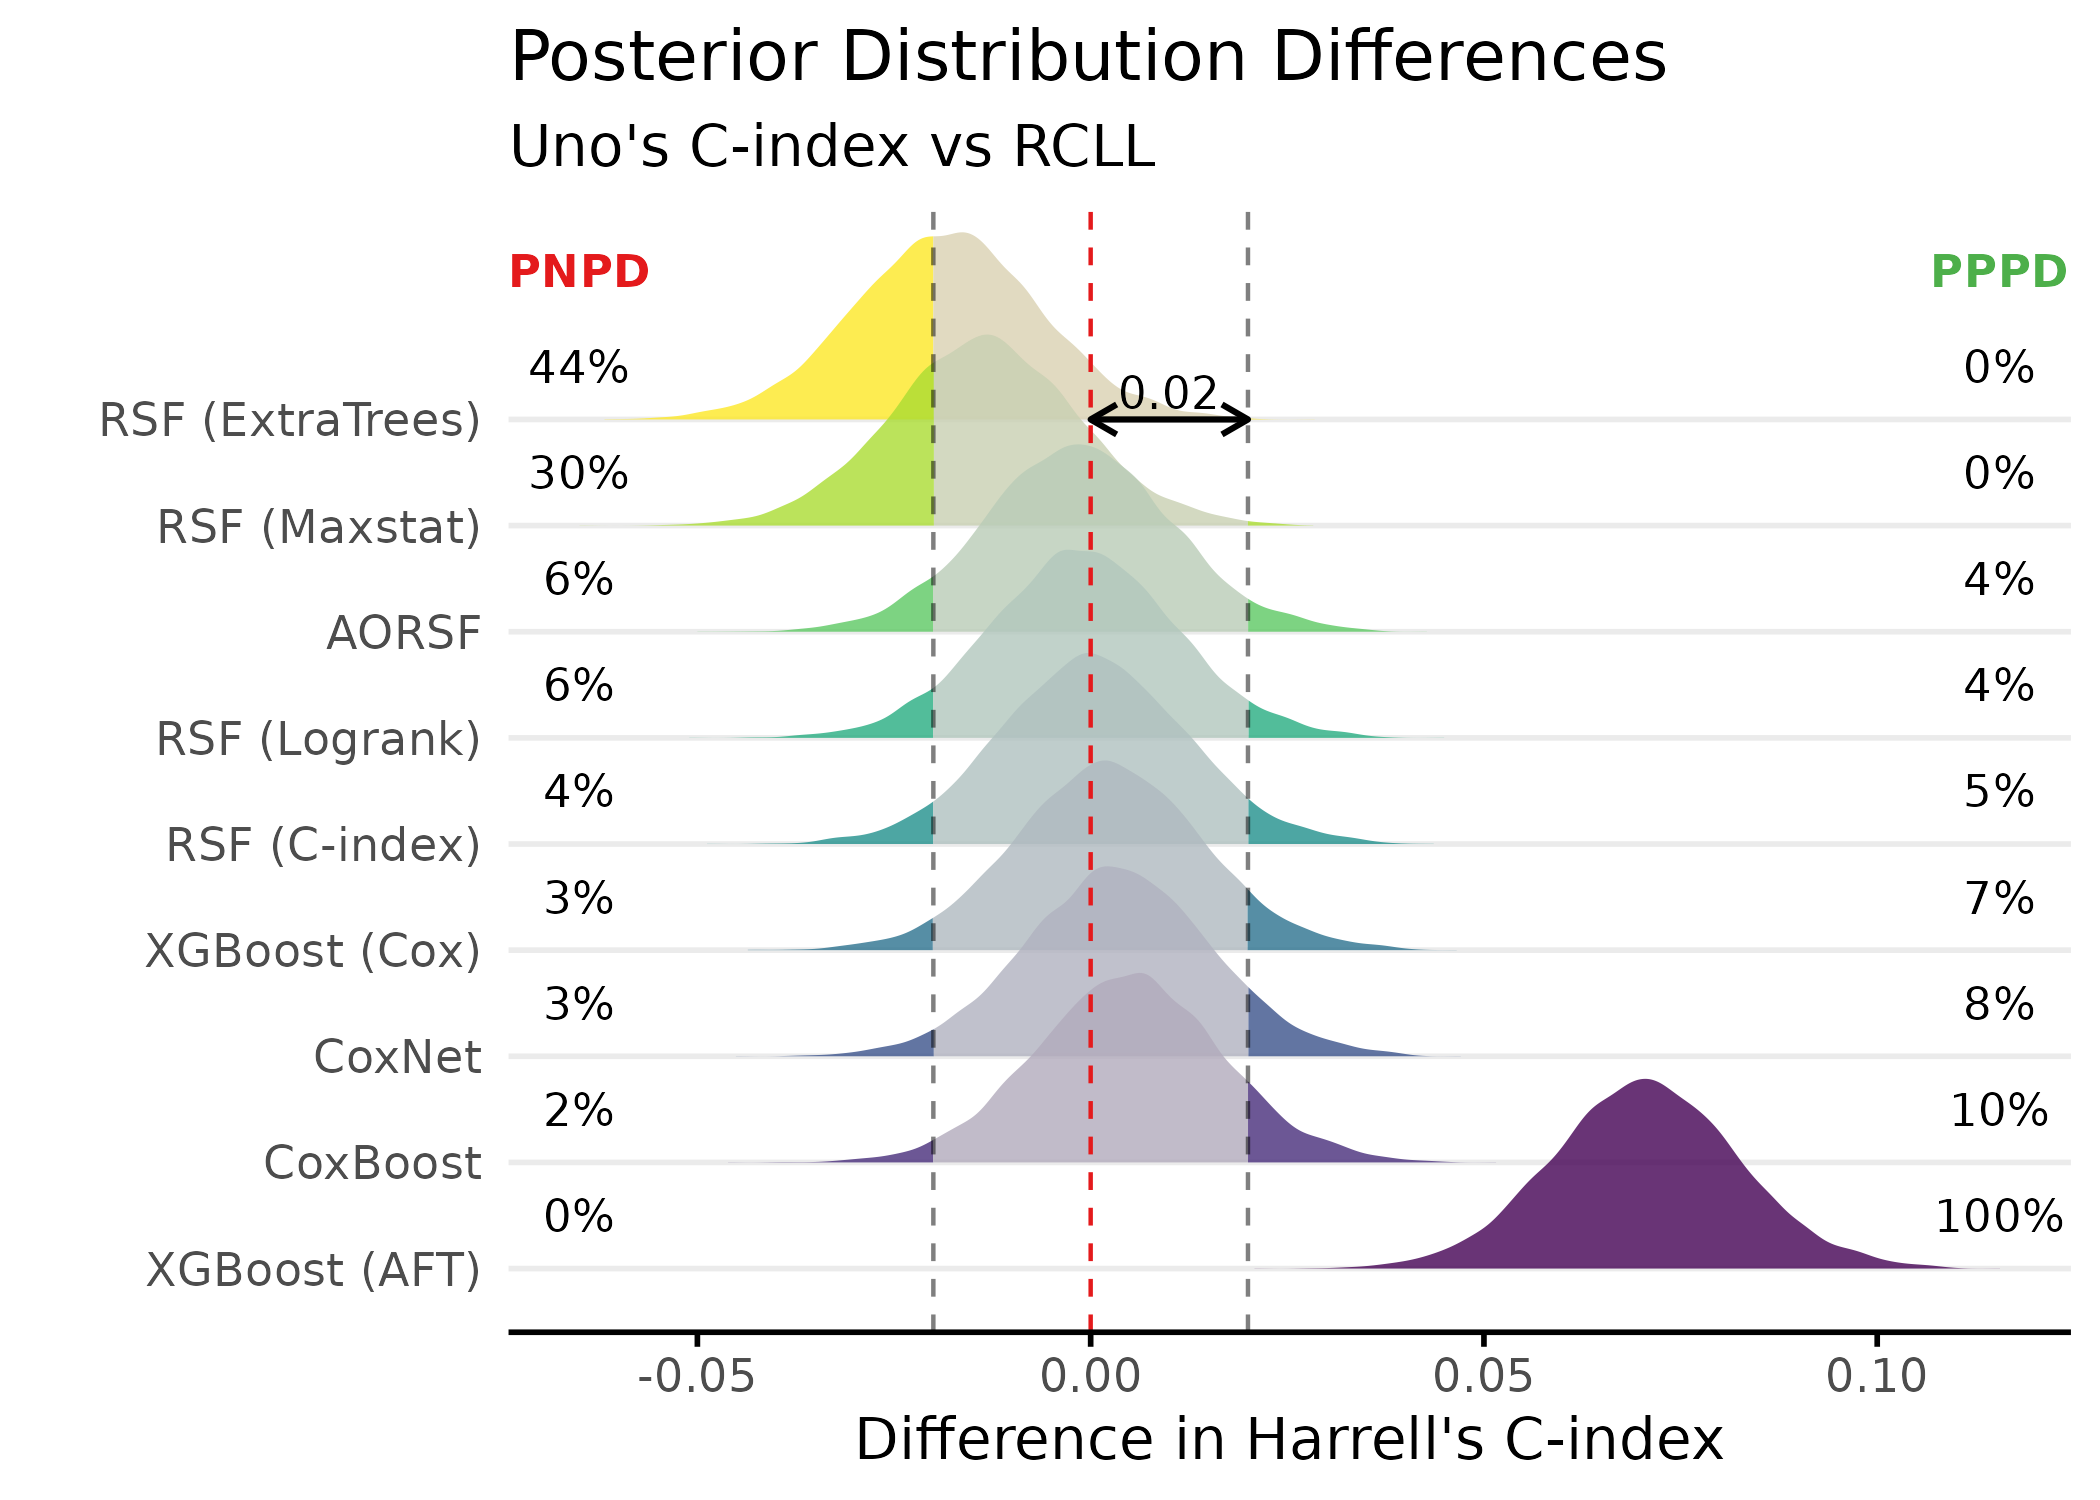 Posterior Distribution Differences
Uno's C-index vs RCLL
PNPD PPPD
44% 0%
RSF (ExtraTrees) 0.02
30% 0%
RSF (Maxstat)
6% 4%
AORSF
6% 4%
RSF (Logrank)
4% 5%
RSF (C-index)
3% 7%
XGBoost (Cox)
3% 8%
CoxNet
2% 10%
CoxBoost
0% 100%
XGBoost (AFT)
-0.05 0.00 0.05 0.10
Difference in Harrell's C-index